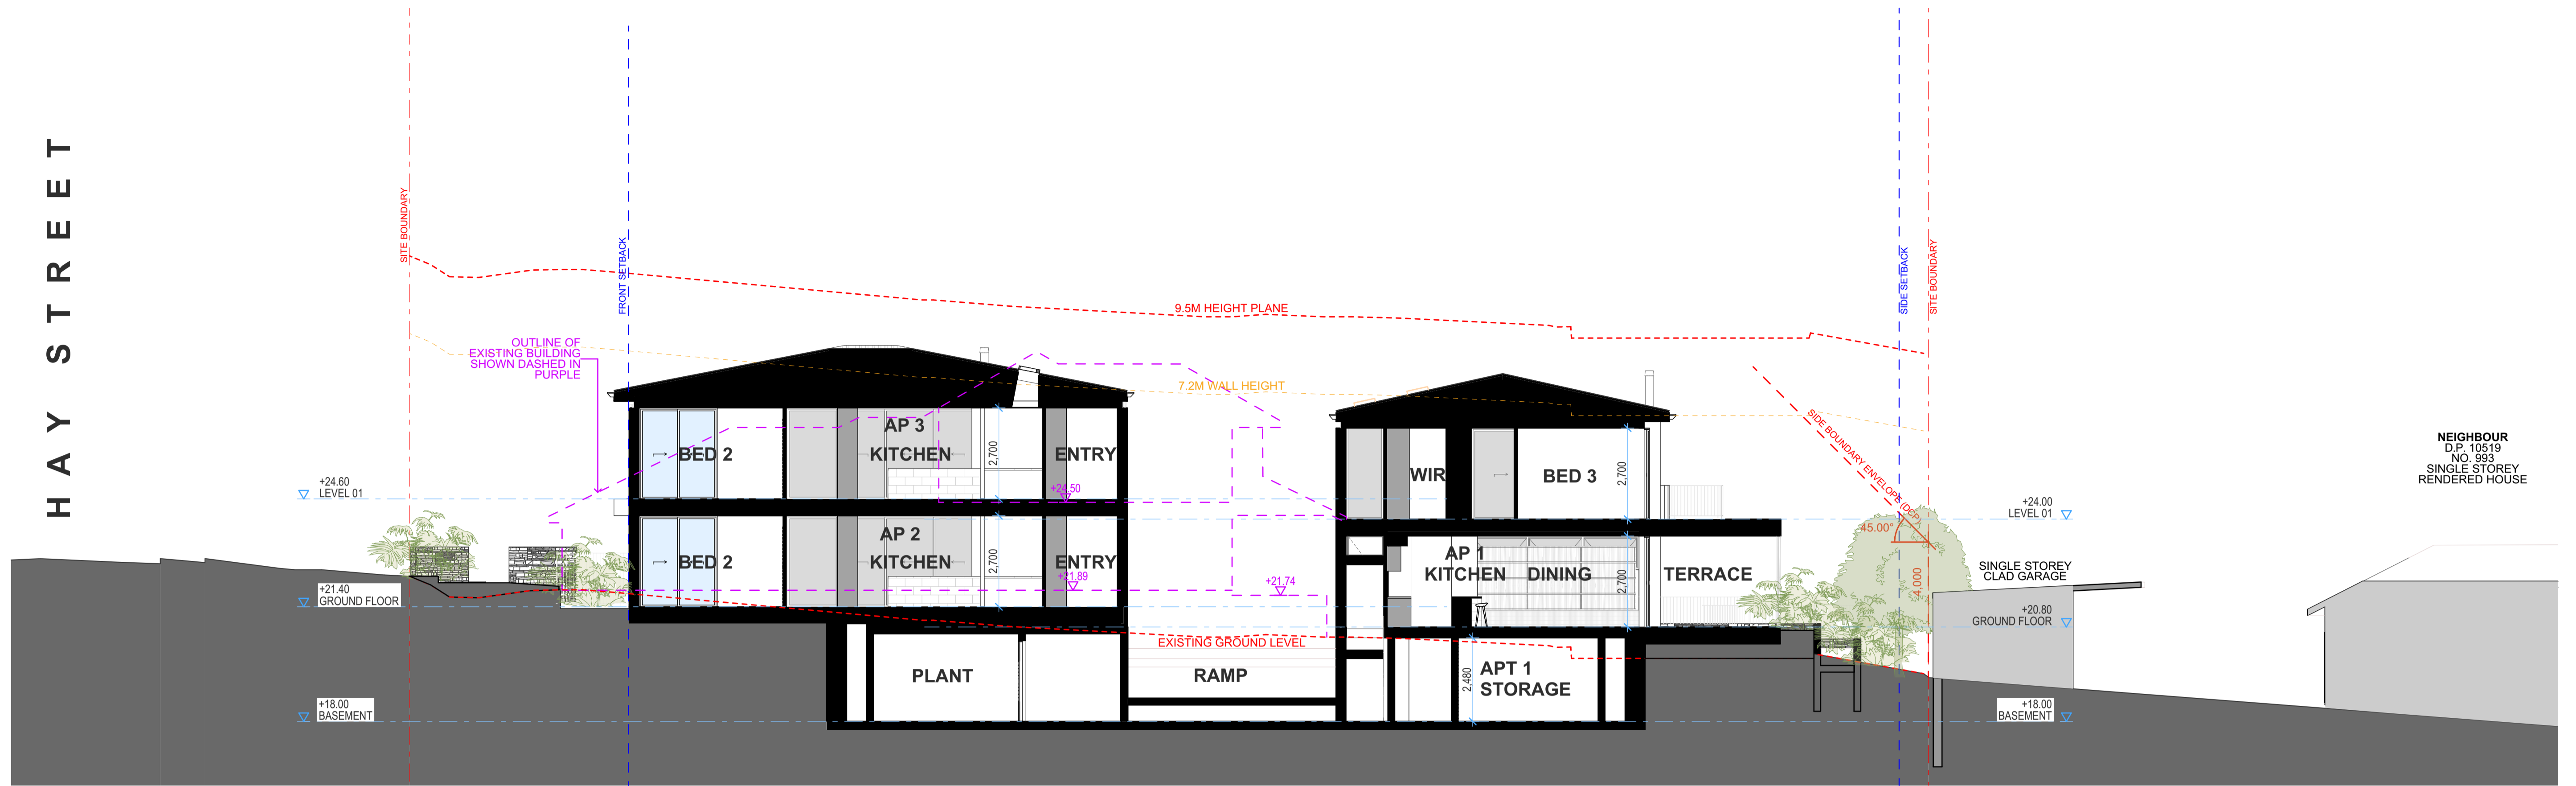 HAY STREET
SITE BOUNDARY
FRONT SETBACK
SIDE SETBACK
SITE BOUNDARY
9.5M HEIGHT PLANE
OUTLINE OF
EXISTING BUILDING
SHOWN DASHED IN
PURPLE
7.2M WALL HEIGHT
SIDE BOUNDARY ENVELOPE (DCP)
NEIGHBOUR
D.P. 10519
NO. 993
SINGLE STOREY
RENDERED HOUSE
AP 3
KITCHEN
BED 2
2,700
ENTRY
WIR
BED 3
2,700
+24.60
LEVEL 01
+24.50
+24.00
LEVEL 01
45.00°
AP 2
KITCHEN
BED 2
2,700
ENTRY
+21.89
+21.74
AP 1
KITCHEN
DINING
2,700
TERRACE
4,000
SINGLE STOREY
CLAD GARAGE
+21.40
GROUND FLOOR
+20.80
GROUND FLOOR
EXISTING GROUND LEVEL
PLANT
RAMP
2,480
APT 1
STORAGE
+18.00
BASEMENT
+18.00
BASEMENT